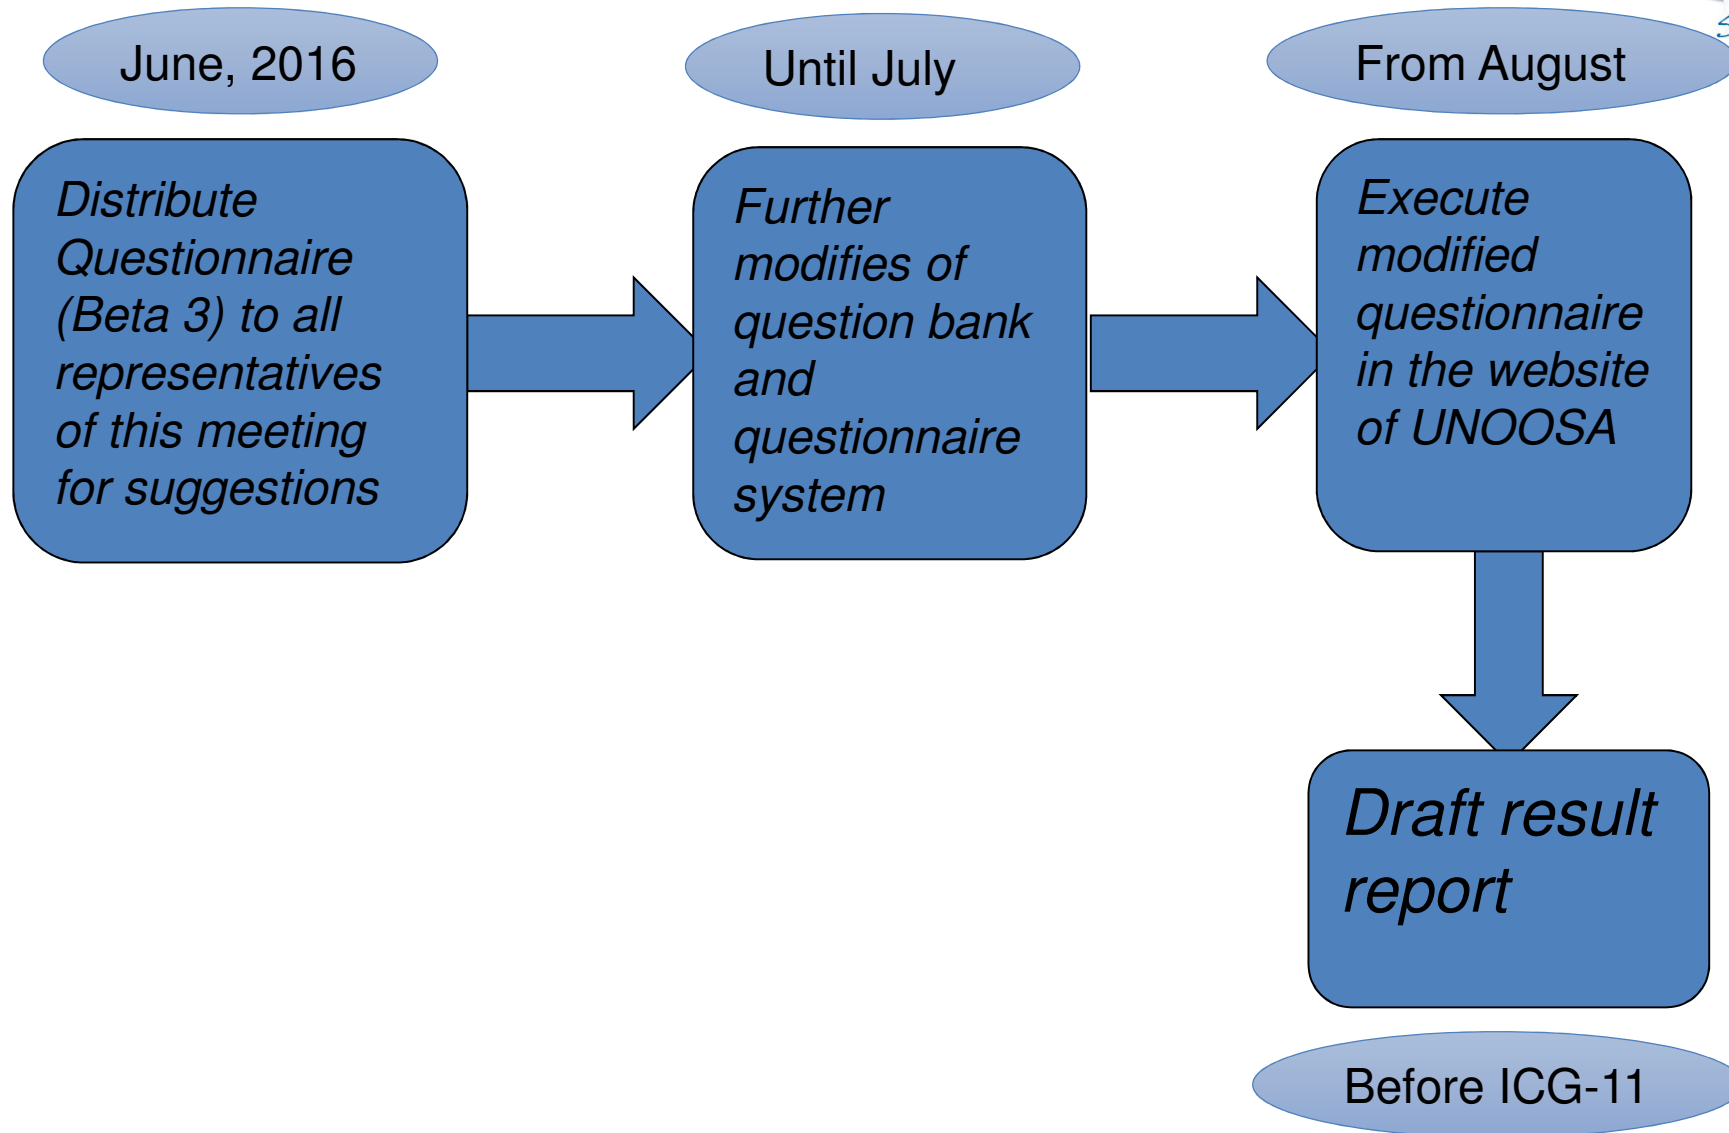 June, 2016
Until July
From August
Distribute
Questionnaire
(Beta 3) to all
representatives
of this meeting
for suggestions
Further
modifies of
question bank
and
questionnaire
system
Execute
modified
questionnaire
in the website
of UNOOSA
Draft result
report
Before ICG-11